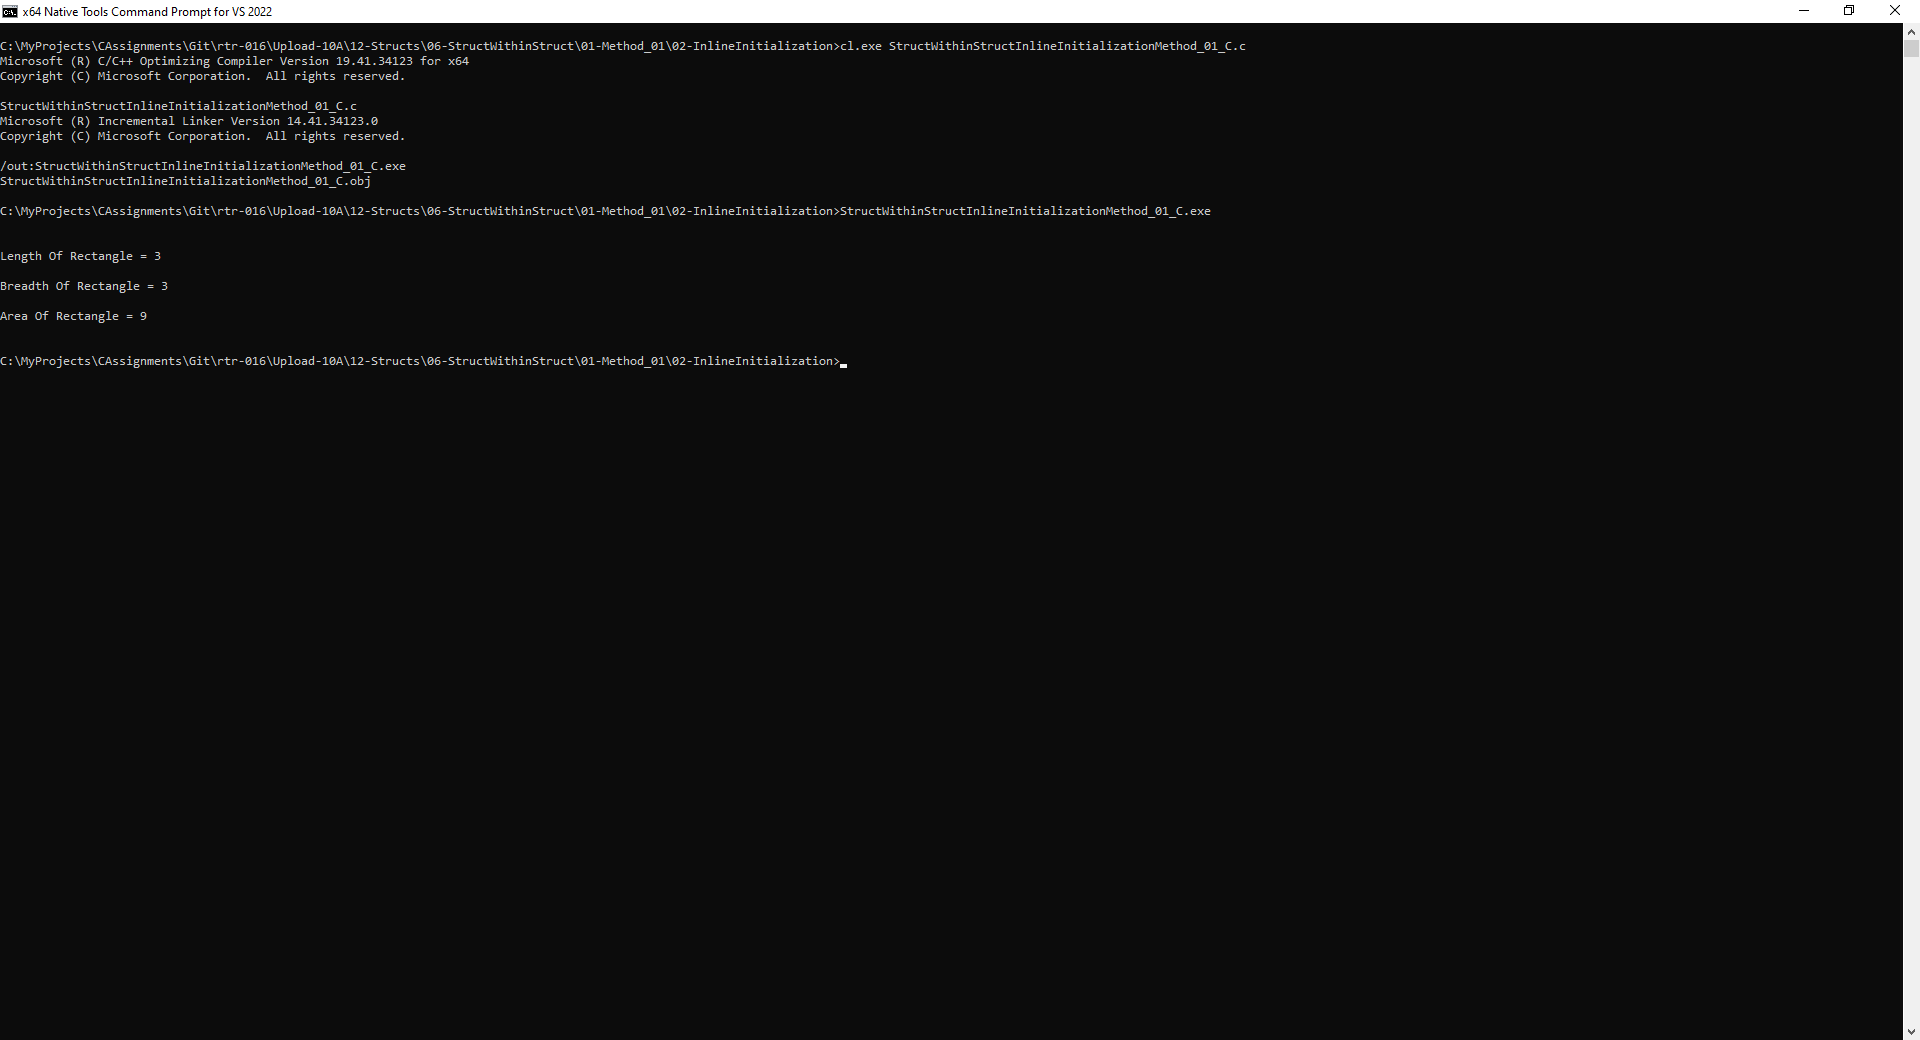 x64 Native Tools Command Prompt for VS 2022
C:\MyProjects\CAssignments\Git\rtr-016\Upload-10A\12-Structs\06-StructWithinStruct\01-Method_01\02-InlineInitialization>cl.exe StructWithinStructInlineInitializationMethod_01_C.c
Microsoft (R) C/C++ Optimizing Compiler Version 19.41.34123 for x64
Copyright (C) Microsoft Corporation.  All rights reserved.
StructWithinStructInlineInitializationMethod_01_C.c
Microsoft (R) Incremental Linker Version 14.41.34123.0
Copyright (C) Microsoft Corporation.  All rights reserved.
/out:StructWithinStructInlineInitializationMethod_01_C.exe
StructWithinStructInlineInitializationMethod_01_C.obj
C:\MyProjects\CAssignments\Git\rtr-016\Upload-10A\12-Structs\06-StructWithinStruct\01-Method_01\02-InlineInitialization>StructWithinStructInlineInitializationMethod_01_C.exe
Length Of Rectangle = 3
Breadth Of Rectangle = 3
Area Of Rectangle = 9
C:\MyProjects\CAssignments\Git\rtr-016\Upload-10A\12-Structs\06-StructWithinStruct\01-Method_01\02-InlineInitialization>